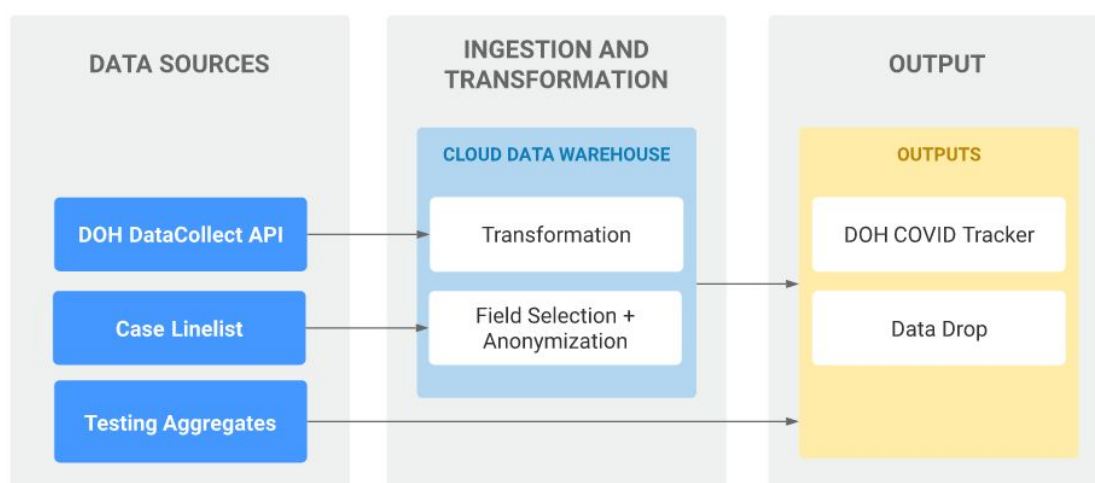 DATA SOURCES
DOH DataCollect API
Case Linelist
Testing Aggregates
INGESTION AND
TRANSFORMATION
CLOUD DATA WAREHOUSE
Transformation
Field Selection +
Anonymization
OUTPUT
OUTPUTS
DOH COVID Tracker
Data Drop